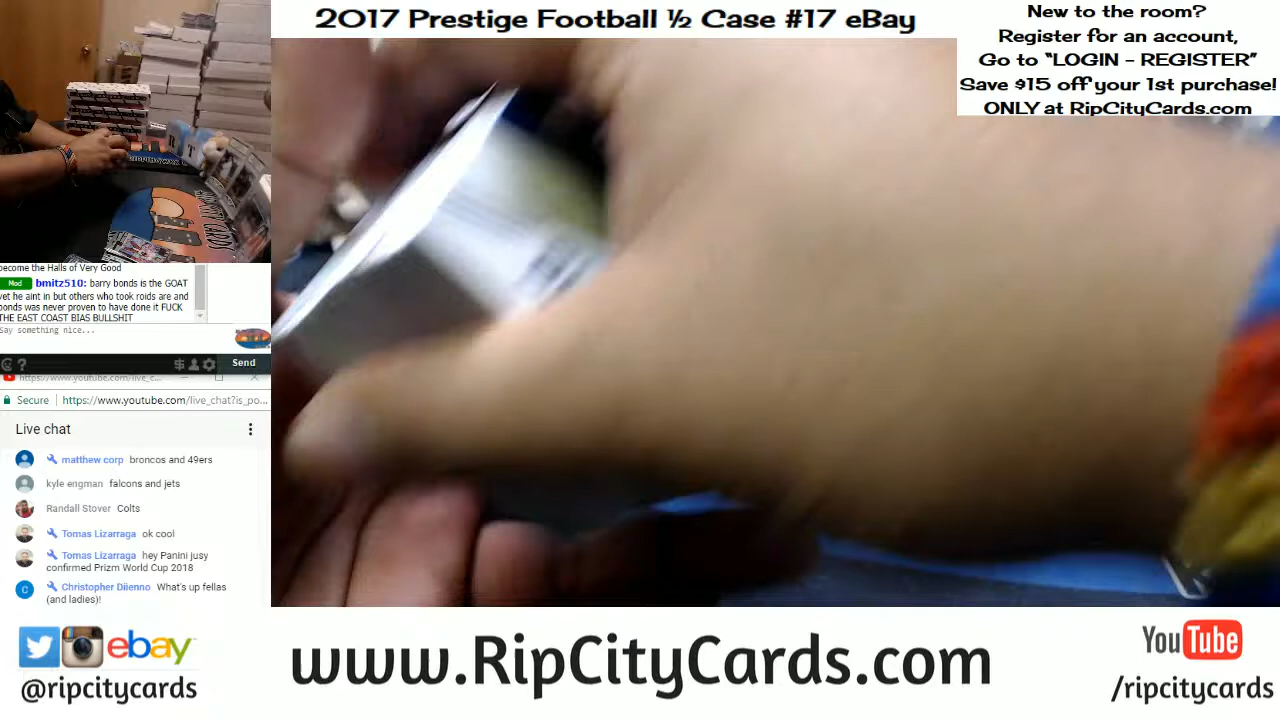 2017 Prestige Football ½ Case #17 eBay
New to the room?
Register for an account,
Go to "LOGIN - REGISTER"
Save $15 off your 1st purchase!
ONLY at RipCityCards.com
become the Halls of Very Good
Mod bmitz510: barry bonds is the GOAT
yet he aint in but others who took roids are and
bonds was never proven to have done it FUCK
THE EAST COAST BIAS BULLSHIT
Say something nice...
Send
https://www.youtube.com/live_c...
Secure https://www.youtube.com/live_chat?is_po...
Live chat
matthew corp broncos and 49ers
kyle engman falcons and jets
Randall Stover Colts
Tomas Lizarraga ok cool
Tomas Lizarraga hey Panini jusy
confirmed Prizm World Cup 2018
C Christopher Diienno What's up fellas
(and ladies)!
ebay
@ripcitycards
www.RipCityCards.com
YouTube
/ripcitycards